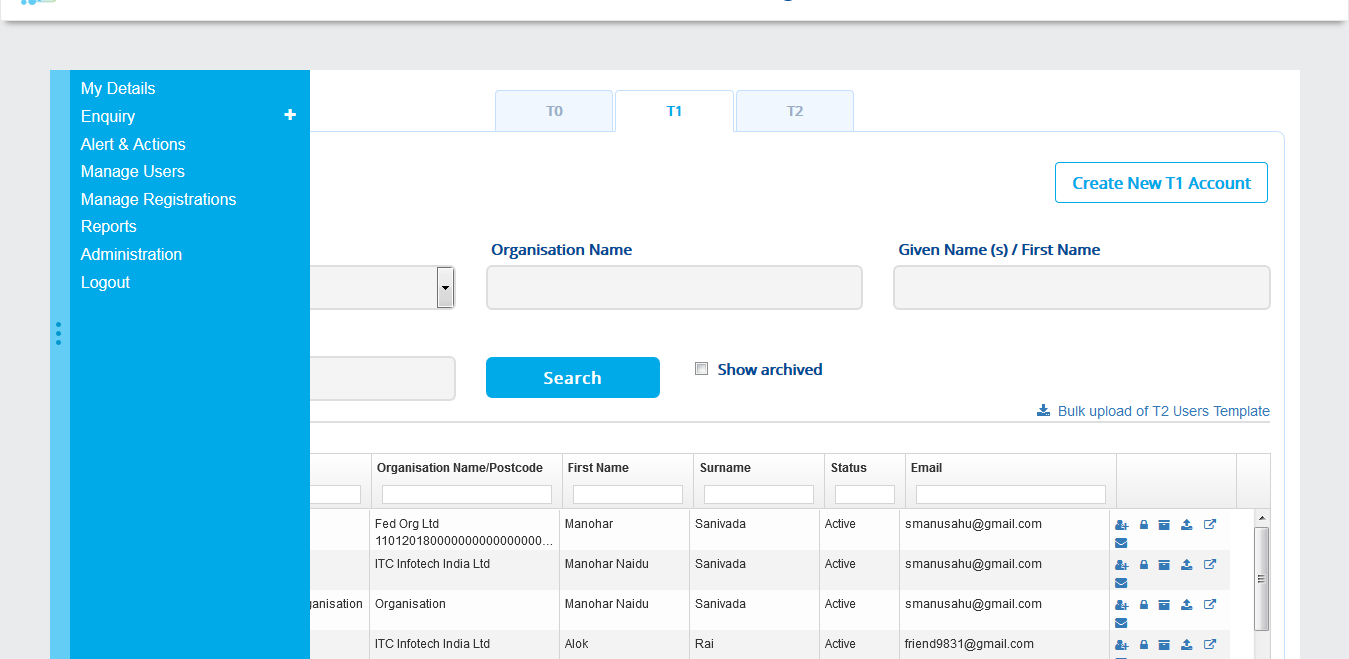 My Details
Enquiry
Alert & Actions
Manage Users
Manage Registrations
Reports
Administration
Logout
T0
T1
T2
Create New T1 Account
Organisation Name
Given Name (s) / First Name
Search
Show archived
Bulk upload of T2 Users Template
Organisation Name/Postcode
First Name
Surname
Status
Email
Fed Org Ltd Manohar Sanivada Active smanusahu@gmail.com
ITC Infotech India Ltd Manohar Naidu Sanivada Active smanusahu@gmail.com
Organisation Manohar Naidu Sanivada Active smanusahu@gmail.com
ITC Infotech India Ltd Alok Rai Active friend9831@gmail.com